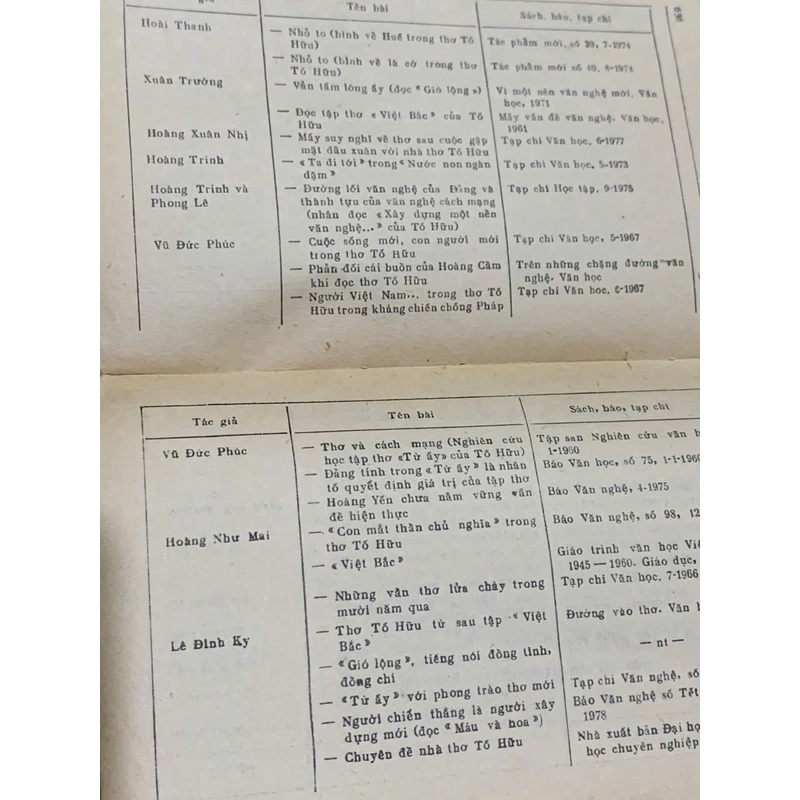 giả Tên bài Sách, báo, tạp chí
Hoài Thanh — Nhỏ to (bình về Huế trong thơ Tố Tác phẩm mới, số 39, 7-1974
Hữu)
— Nhỏ to (bình về lá cờ trong thơ Tác phẩm mới số 40, 8-1974
Tố Hữu)
Xuân Trường — Vẫn tấm lòng ấy (đọc «Gió lộng») Vì một nền văn nghệ mới. Văn
học, 1971
— Đọc tập thơ «Việt Bắc» của Tố Mấy vấn đề văn nghệ. Văn học,
Hữu 1961
Hoàng Xuân Nhị — Mấy suy nghĩ về thơ sau cuộc gặp Tạp chí Văn học, 6-1977
mặt đầu xuân với nhà thơ Tố Hữu
Hoàng Trinh — «Ta đi tới» trong «Nước non ngàn Tạp chí Văn học, 5-1973
dặm»
Hoàng Trinh và — Đường lối văn nghệ của Đảng và Tạp chí Học tập, 9-1975
Phong Lê thành tựu của văn nghệ cách mạng
(nhân đọc «Xây dựng một nền
văn nghệ...» của Tố Hữu)
Vũ Đức Phúc — Cuộc sống mới, con người mới Tạp chí Văn học, 5-1967
trong thơ Tố Hữu
— Phản đối cái buồn của Hoàng Cầm Trên những chặng đường văn
khi đọc thơ Tố Hữu nghệ. Văn học
— Người Việt Nam... trong thơ Tố Tạp chí Văn học, 6-1967
Hữu trong kháng chiến chống Pháp
Tác giả Tên bài Sách, báo, tạp chí
Vũ Đức Phúc — Thơ và cách mạng (Nghiên cứu Tập san Nghiên cứu văn h
học tập thơ «Từ ấy» của Tố Hữu) 1-1960
— Đảng tính trong «Từ ấy» là nhân Báo Văn học, số 75, 1-1-1960
tố quyết định giá trị của tập thơ
— Hoàng Yến chưa nắm vững vấn Báo Văn nghệ, 4-1975
đề hiện thực
Hoàng Như Mai — «Con mắt thần chủ nghĩa» trong Báo Văn nghệ, số 98, 12
thơ Tố Hữu
— «Việt Bắc» Giáo trình văn học Việ
1945 — 1960. Giáo dục,
— Những vần thơ lửa cháy trong Tạp chí Văn học, 7-1966
mười năm qua
Lê Đình Kỵ — Thơ Tố Hữu từ sau tập «Việt Đường vào thơ. Văn h
Bắc»
— «Gió lộng», tiếng nói đồng tình, — nt —
đồng chí
— «Từ ấy» với phong trào thơ mới Tạp chí Văn nghệ, số
— Người chiến thắng là người xây Báo Văn nghệ số Tết
dựng mới (đọc «Máu và hoa») 1978
— Chuyên đề nhà thơ Tố Hữu Nhà xuất bản Đại họ
học chuyên nghiệp